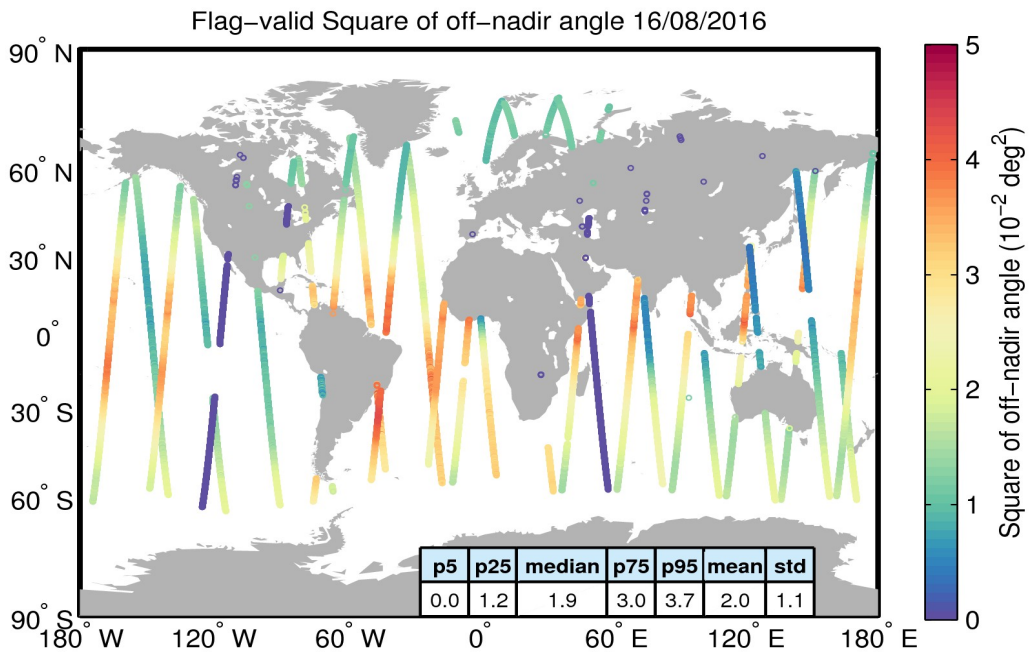 Flag−valid Square of off−nadir angle 16/08/2016
90° N
60° N
30° N
0°
30° S
60° S
90° S
180° W
120° W
60° W
0°
60° E
120° E
180° E
p5 p25 median p75 p95 mean std
0.0 1.2 1.9 3.0 3.7 2.0 1.1
5
4
3
2
1
0
Square of off−nadir angle (10⁻² deg²)